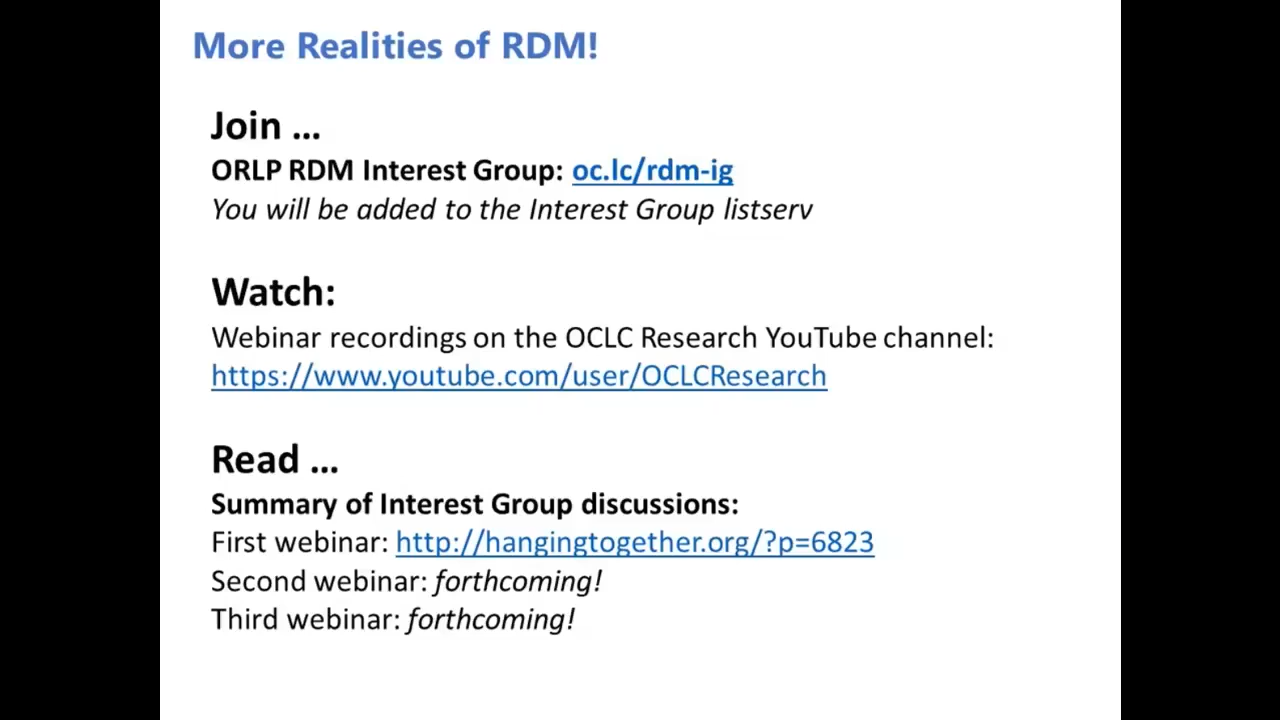 More Realities of RDM!
Join ...
ORLP RDM Interest Group: oc.lc/rdm-ig
You will be added to the Interest Group listserv
Watch:
Webinar recordings on the OCLC Research YouTube channel:
https://www.youtube.com/user/OCLCResearch
Read ...
Summary of Interest Group discussions:
First webinar: http://hangingtogether.org/?p=6823
Second webinar: forthcoming!
Third webinar: forthcoming!